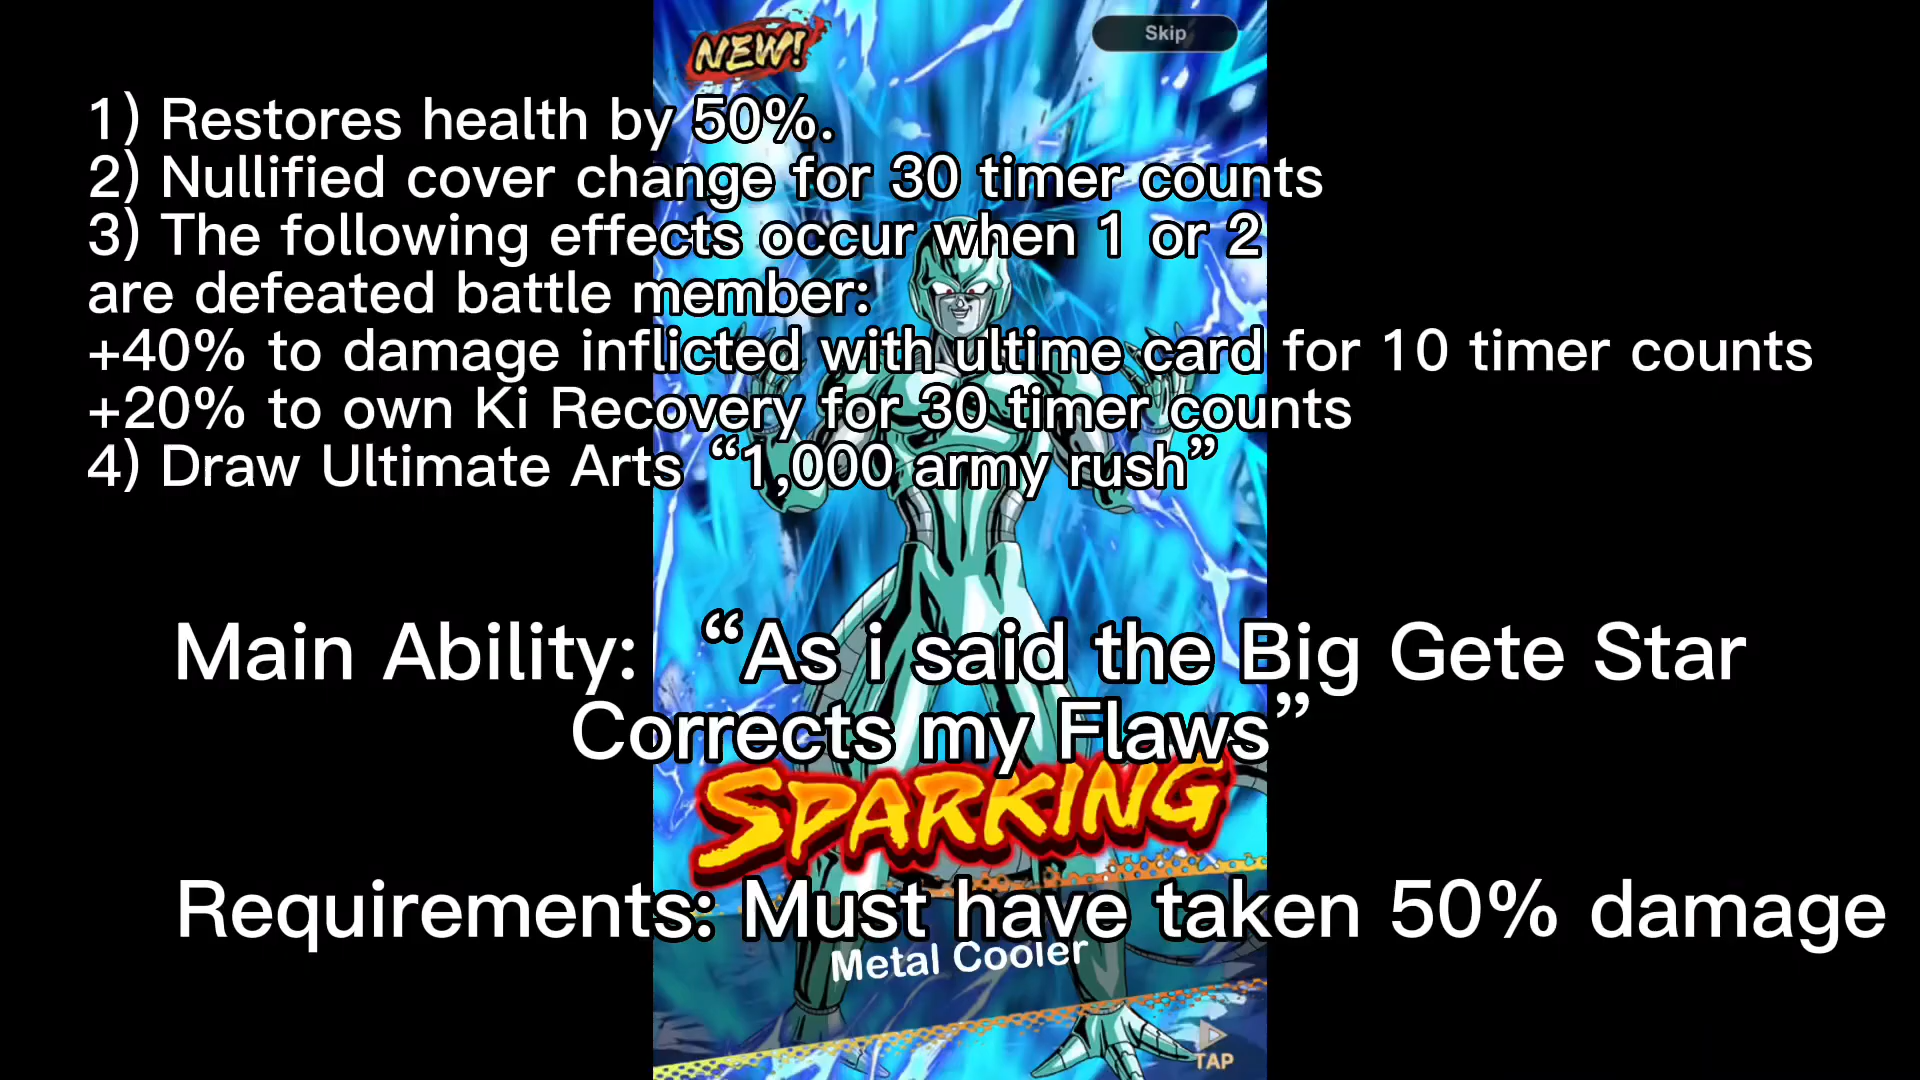 NEW!
Skip
1) Restores health by 50%.
2) Nullified cover change for 30 timer counts
3) The following effects occur when 1 or 2
are defeated battle member:
+40% to damage inflicted with ultime card for 10 timer counts
+20% to own Ki Recovery for 30 timer counts
4) Draw Ultimate Arts “1,000 army rush”
Main Ability: “As i said the Big Gete Star
Corrects my Flaws”
SPARKING
Requirements: Must have taken 50% damage
Metal Cooler
TAP